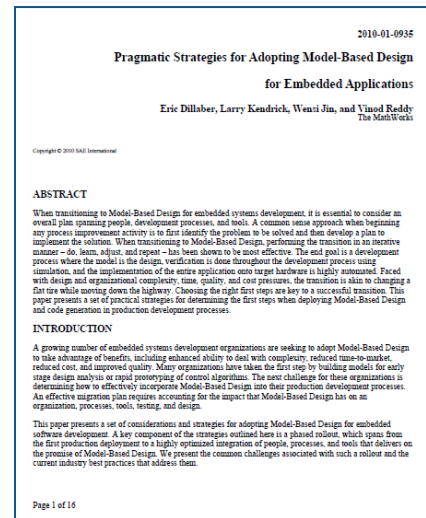 2010-01-0935
Pragmatic Strategies for Adopting Model-Based Design
for Embedded Applications
Eric Dillaber, Larry Kendrick, Wensi Jin, and Vinod Reddy
The MathWorks
Copyright © 2010 SAE International
ABSTRACT
When transitioning to Model-Based Design for embedded systems development, it is essential to consider an
overall plan spanning people, development processes, and tools. A common sense approach when beginning
any process improvement activity is to first identify the problem to be solved and then develop a plan to
implement the solution. When transitioning to Model-Based Design, performing the transition in an iterative
manner – do, learn, adjust, and repeat – has been shown to be most effective. The end goal is a development
process where the model is the design, verification is done throughout the development process using
simulation, and the implementation of the entire application onto target hardware is highly automated. Faced
with design and organizational complexity, time, quality, and cost pressures, the transition is akin to changing a
flat tire while moving down the highway. Choosing the right first steps are key to a successful transition. This
paper presents a set of practical strategies for determining the first steps when deploying Model-Based Design
and code generation in production development processes.
INTRODUCTION
A growing number of embedded systems development organizations are seeking to adopt Model-Based Design
to take advantage of benefits, including enhanced ability to deal with complexity, reduced time-to-market,
reduced cost, and improved quality. Many organizations have taken the first step by building models for early
stage design analysis or rapid prototyping of control algorithms. The next challenge for these organizations is
determining how to effectively incorporate Model-Based Design into their production development processes.
An effective migration plan requires accounting for the impact that Model-Based Design has on an
organization, processes, tools, testing, and design.
This paper presents a set of considerations and strategies for adopting Model-Based Design for embedded
software development. A key component of the strategies outlined here is a phased rollout, which spans from
the first production deployment to a highly optimized integration of people, processes, and tools that delivers on
the promise of Model-Based Design. We present the common challenges associated with such a rollout and the
current industry best practices that address them.
Page 1 of 16